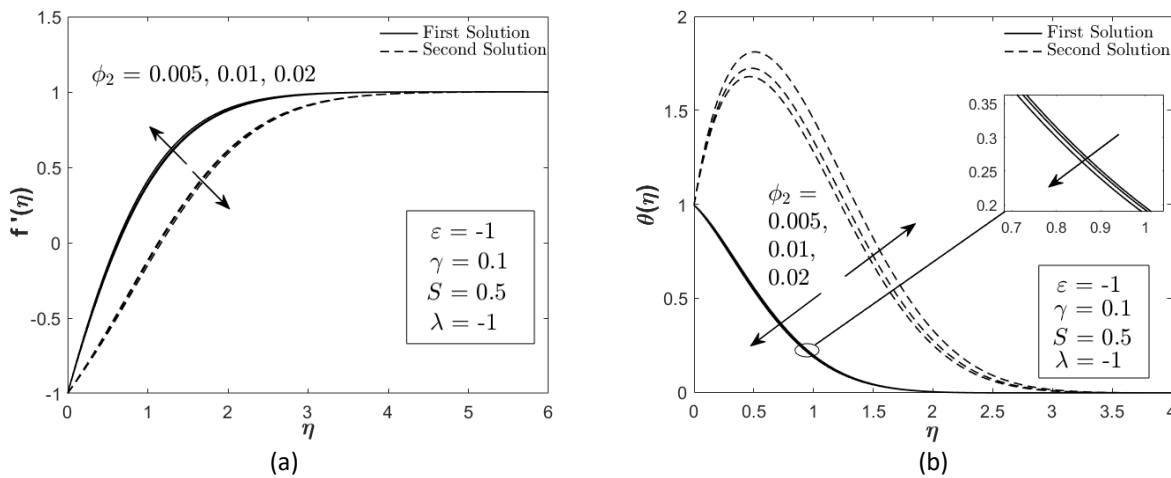 1.5
First Solution
Second Solution
ϕ₂ = 0.005, 0.01, 0.02
1
0.5
f '(η)
0
ε = -1
γ = 0.1
S = 0.5
λ = -1
-0.5
-1
0 1 2 3 4 5 6
η
(a)
2
First Solution
Second Solution
1.5
0.35
0.3
0.25
0.2
0.7 0.8 0.9 1
ϕ₂ =
0.005,
0.01,
0.02
θ(η)
1
0.5
ε = -1
γ = 0.1
S = 0.5
λ = -1
0
0 0.5 1 1.5 2 2.5 3 3.5 4
η
(b)